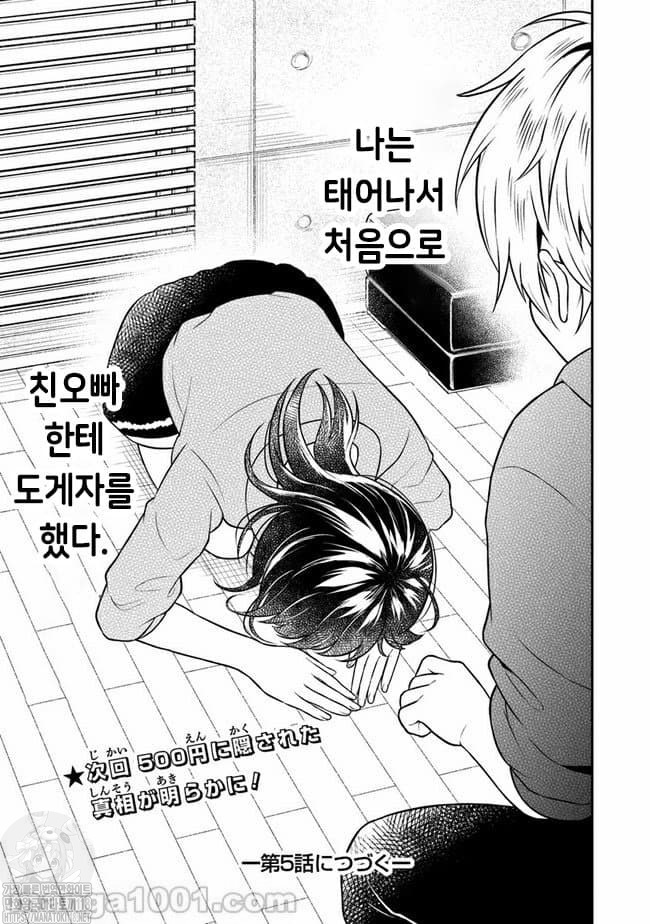 나는
태어나서
처음으로
친오빠
한테
도게자를
했다.
★次回 500円に隠された
真相が明らかに!
ー第5話につづくー
nga1001.com